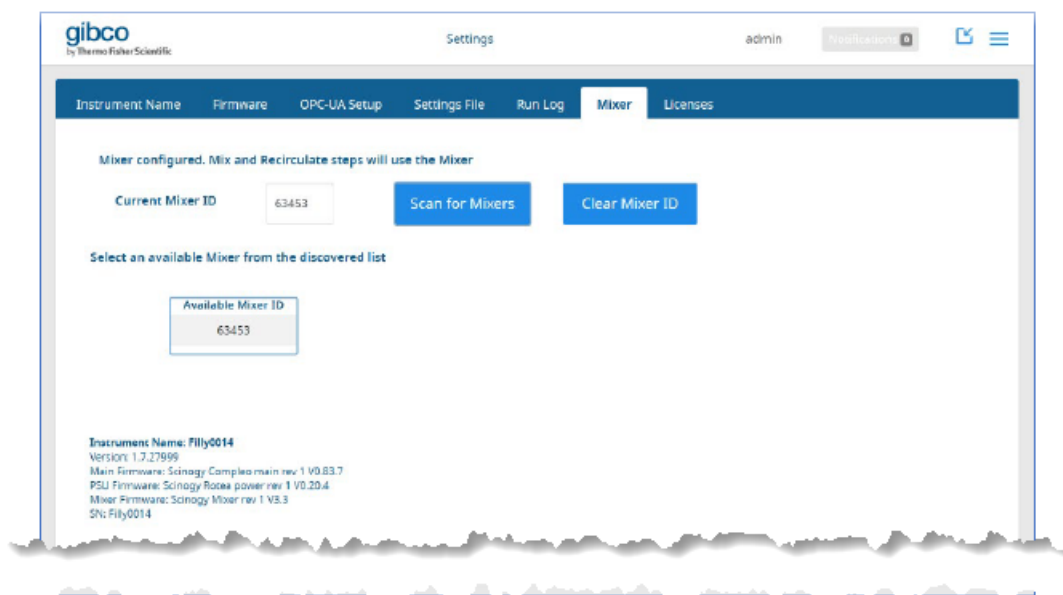 gibco
by Thermo Fisher Scientific
Settings
admin
Notifications 0
Instrument Name Firmware OPC-UA Setup Settings File Run Log Mixer Licenses
Mixer configured. Mix and Recirculate steps will use the Mixer
Current Mixer ID 63453 Scan for Mixers Clear Mixer ID
Select an available Mixer from the discovered list
Available Mixer ID
63453
Instrument Name: Filly0014
Version: 1.7.27999
Main Firmware: Scinogy Compleo main rev 1 V0.83.7
PSU Firmware: Scinogy Rotea power rev 1 V0.20.4
Mixer Firmware: Scinogy Mixer rev 1 V3.3
SN: Filly0014